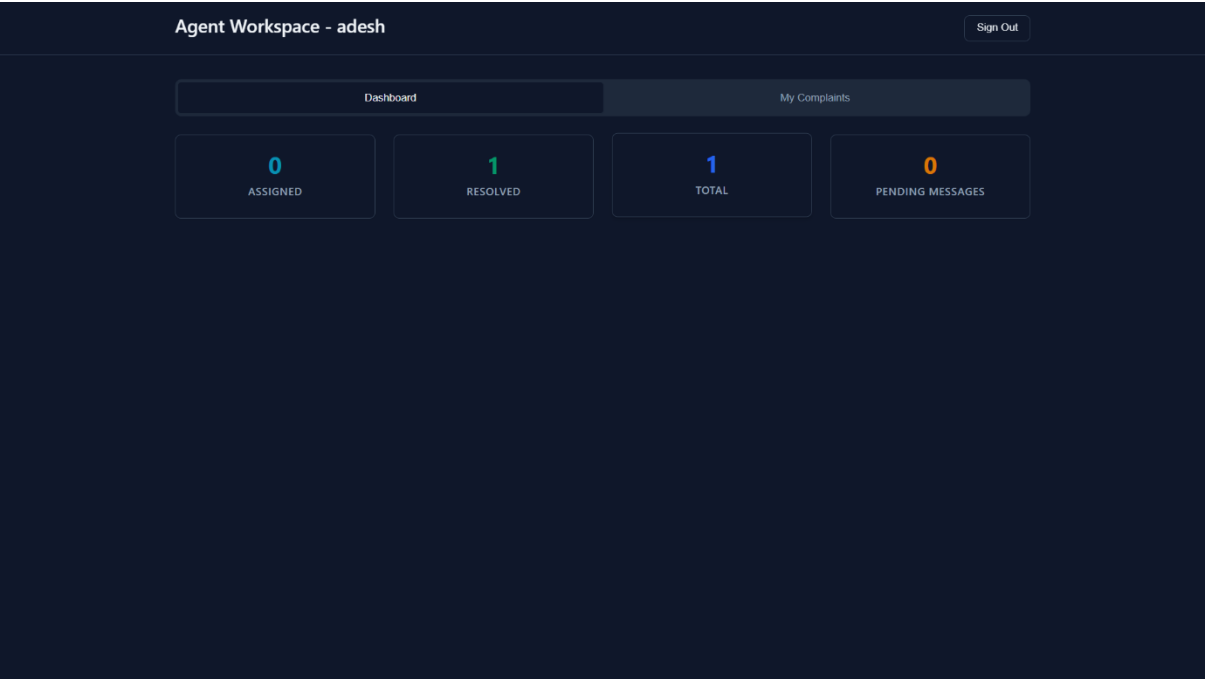 Agent Workspace - adesh
Sign Out
Dashboard
My Complaints
0
ASSIGNED
1
RESOLVED
1
TOTAL
0
PENDING MESSAGES